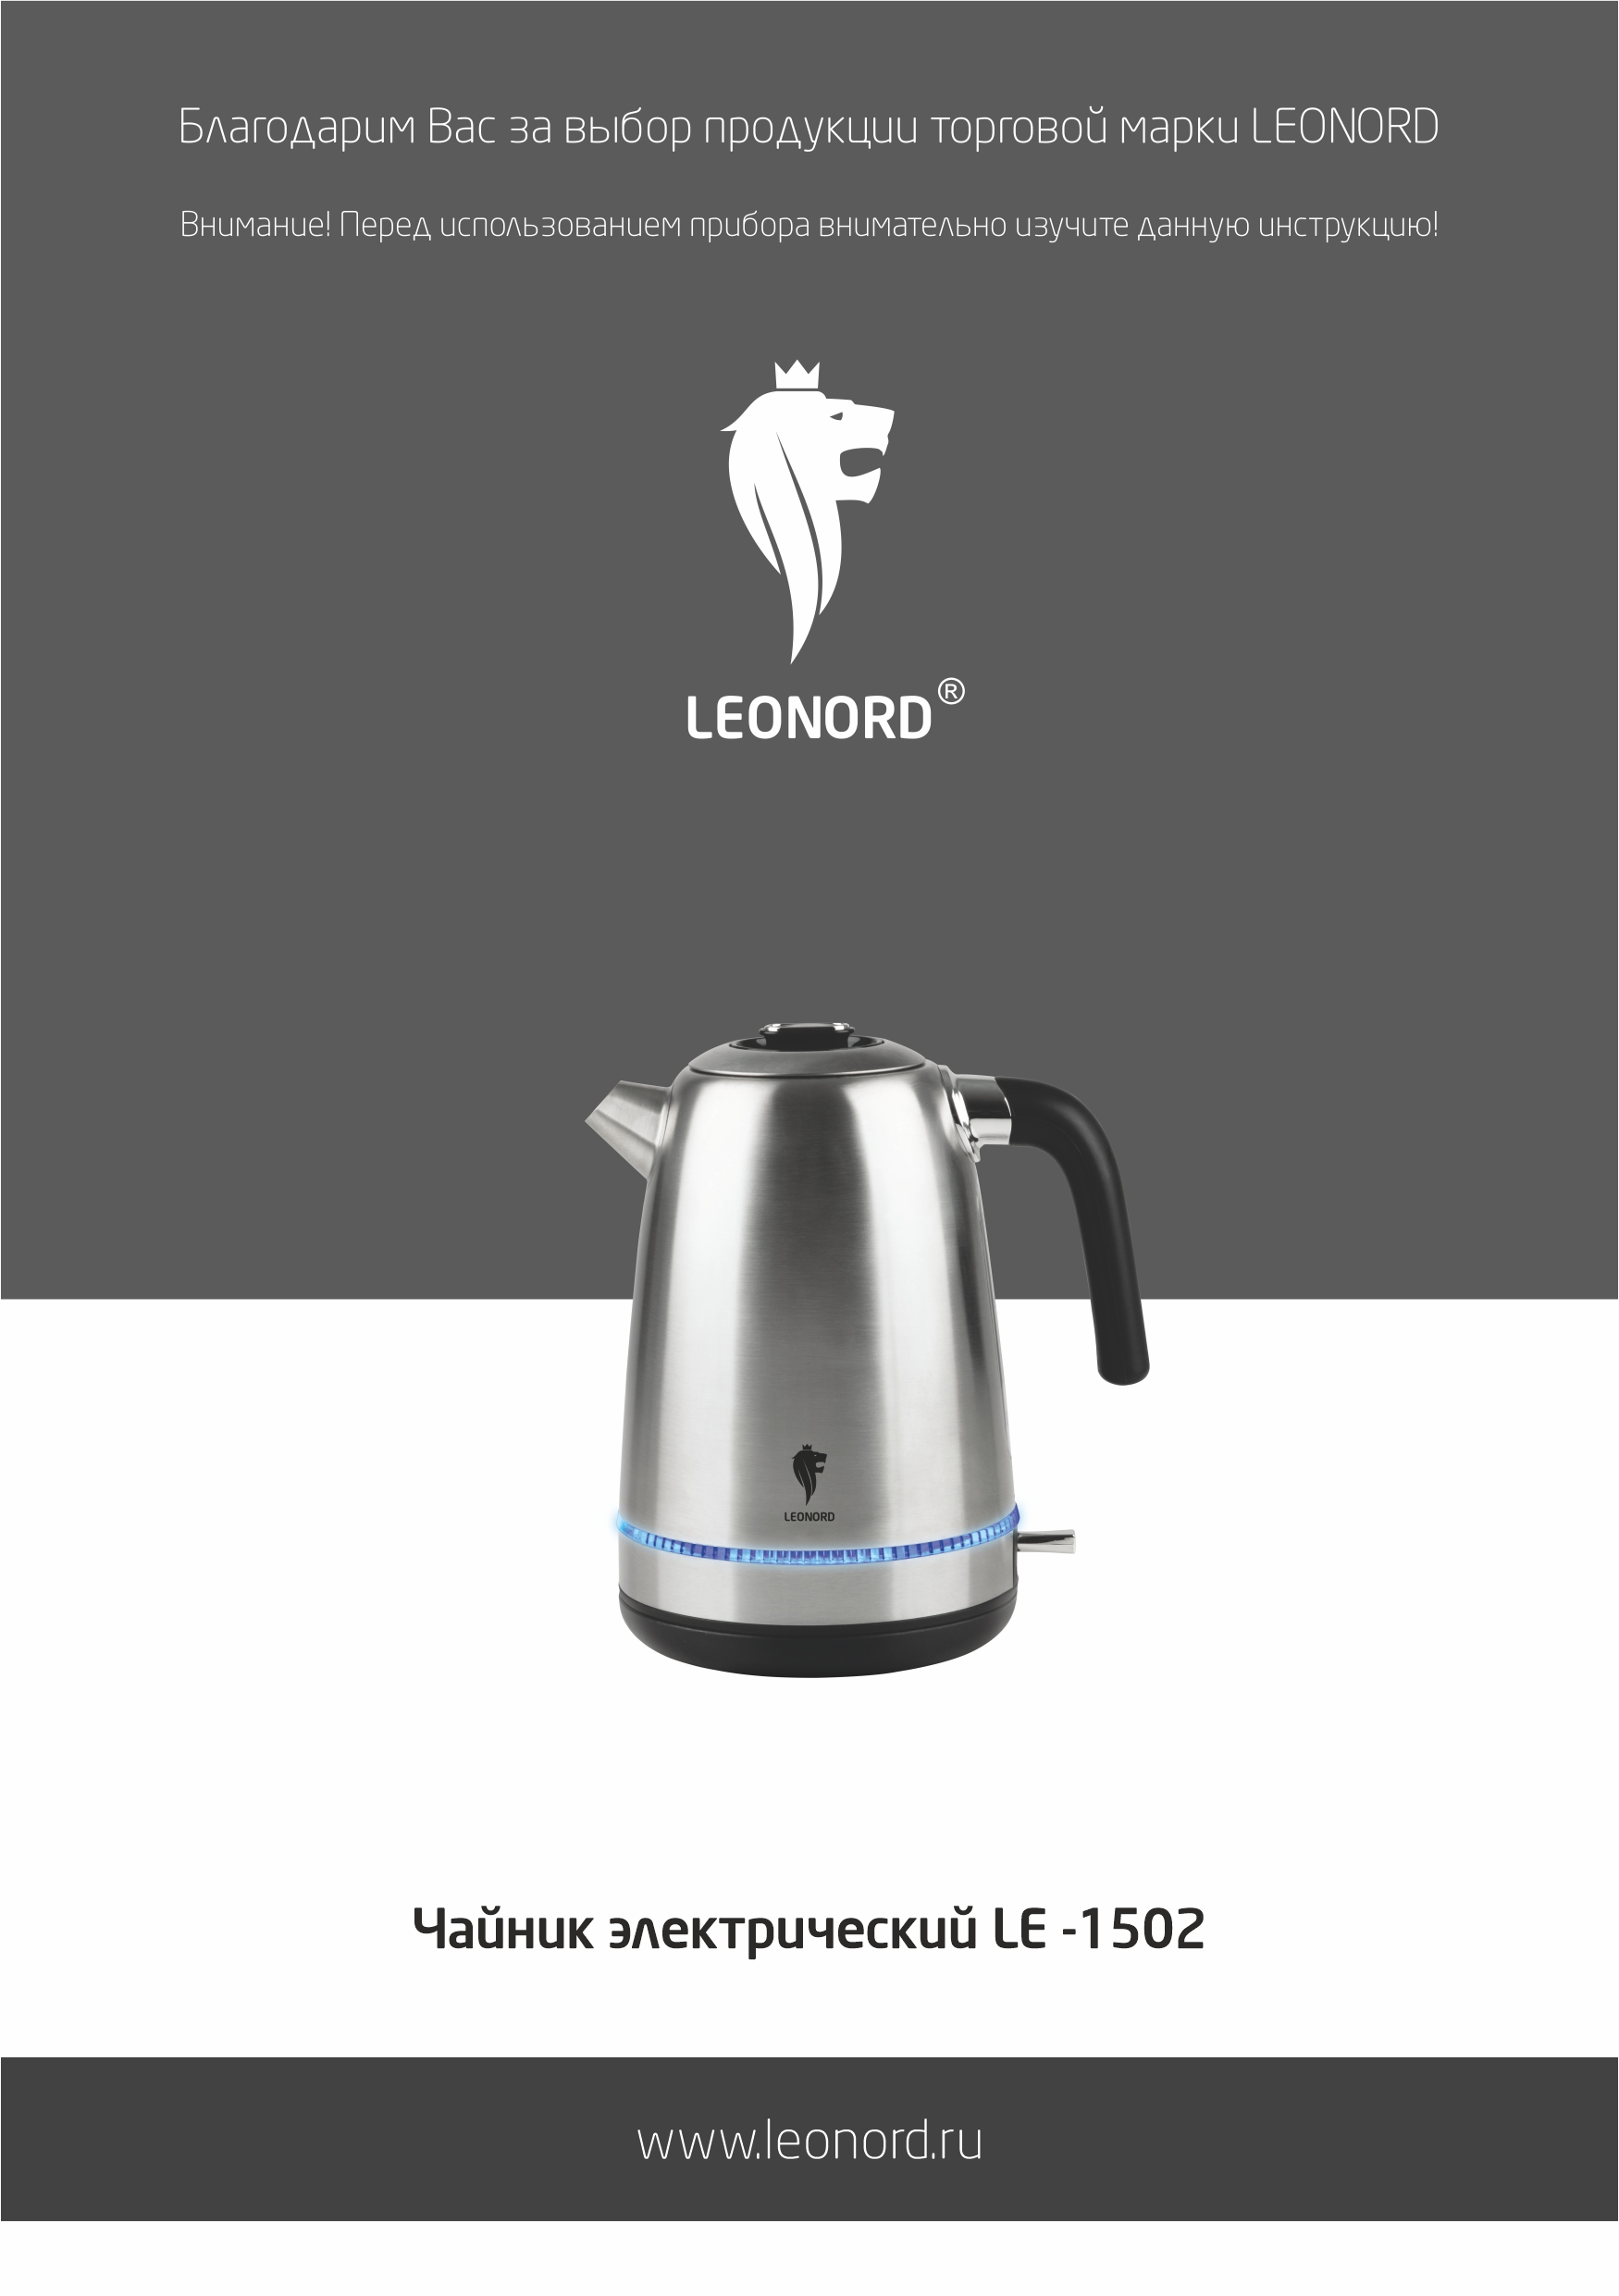 Благодарим Вас за выбор продукции торговой марки LEONORD
Внимание! Перед использованием прибора внимательно изучите данную инструкцию!
LEONORD®
LEONORD
Чайник электрический LE -1502
www.leonord.ru